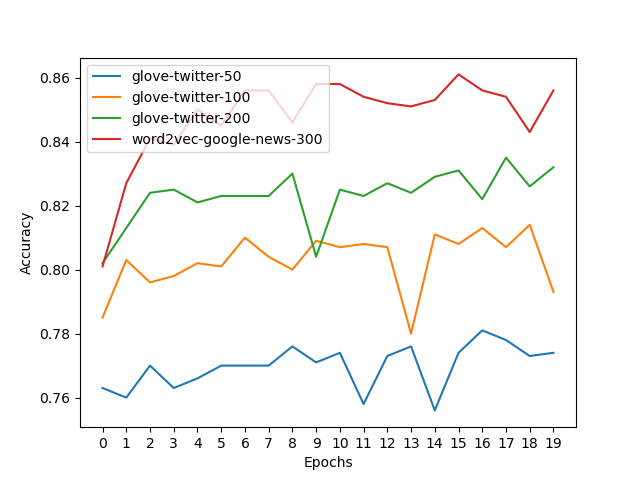 glove-twitter-50
glove-twitter-100
glove-twitter-200
word2vec-google-news-300
0.86
0.84
0.82
0.80
0.78
0.76
Accuracy
0 1 2 3 4 5 6 7 8 9 10 11 12 13 14 15 16 17 18 19
Epochs